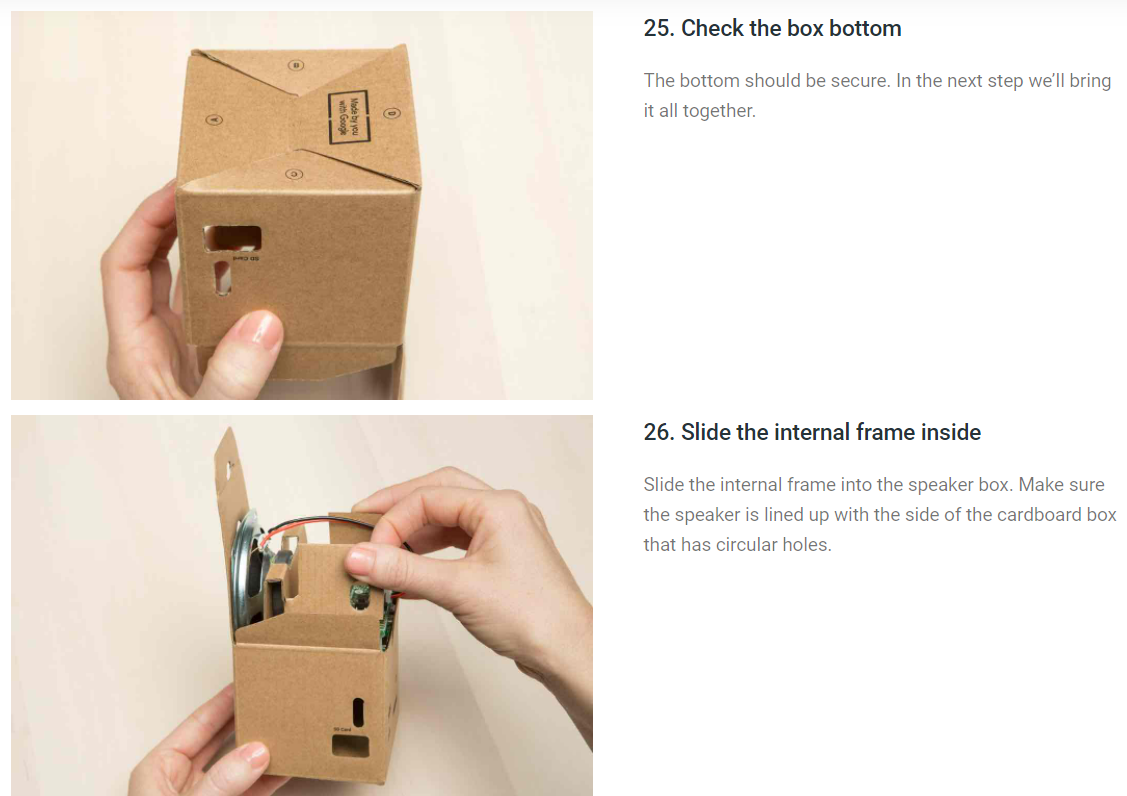 25. Check the box bottom
The bottom should be secure. In the next step we’ll bring
it all together.
B
D
Made by you
with Google
C
SD Card
26. Slide the internal frame inside
Slide the internal frame into the speaker box. Make sure
the speaker is lined up with the side of the cardboard box
that has circular holes.
SD Card